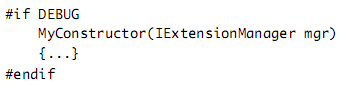 #if DEBUG
MyConstructor(IExtensionManager mgr)
{...}
#endif